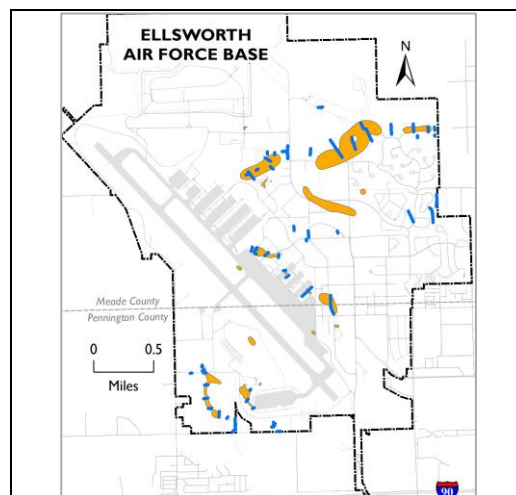 ELLSWORTH
AIR FORCE BASE
N
Meade County
Pennington County
0 0.5
Miles
90